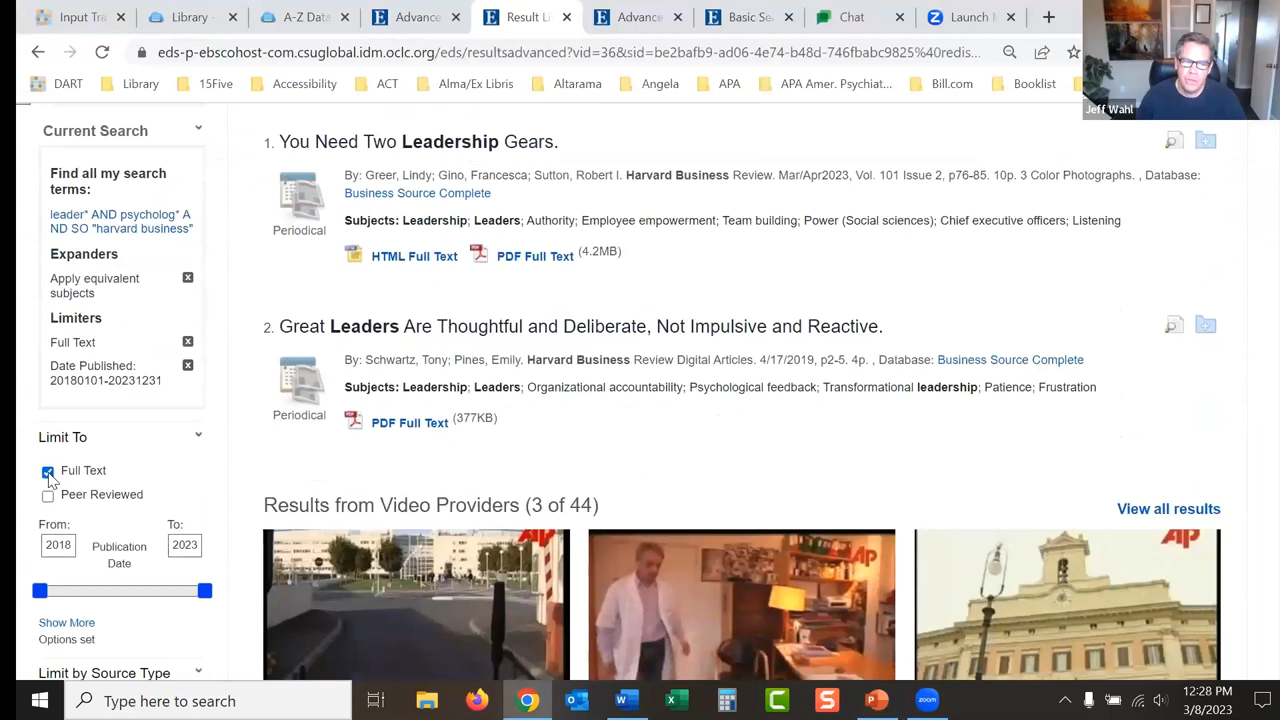 Input Tra
Library -
A-Z Data
Advance
Result Li
Advance
Basic Se
Chat
Launch M
eds-p-ebscohost-com.csuglobal.idm.oclc.org/eds/resultsadvanced?vid=36&sid=be2bafb9-ad06-4e74-b48d-746fbabc9825%40redis...
DART
Library
15Five
Accessibility
ACT
Alma/Ex Libris
Altarama
Angela
APA
APA Amer. Psychiat...
Bill.com
Booklist
Jeff Wahl
Current Search
Find all my search
terms:
leader* AND psycholog* A
ND SO "harvard business"
Expanders
Apply equivalent
subjects
Limiters
Full Text
Date Published:
20180101-20231231
Limit To
Full Text
Peer Reviewed
From:
To:
2018
Publication
Date
2023
Show More
Options set
Limit by Source Type
1. You Need Two Leadership Gears.
By: Greer, Lindy; Gino, Francesca; Sutton, Robert I. Harvard Business Review. Mar/Apr2023, Vol. 101 Issue 2, p76-85. 10p. 3 Color Photographs. , Database:
Business Source Complete
Periodical
Subjects: Leadership; Leaders; Authority; Employee empowerment; Team building; Power (Social sciences); Chief executive officers; Listening
HTML Full Text PDF Full Text (4.2MB)
2. Great Leaders Are Thoughtful and Deliberate, Not Impulsive and Reactive.
By: Schwartz, Tony; Pines, Emily. Harvard Business Review Digital Articles. 4/17/2019, p2-5. 4p. , Database: Business Source Complete
Periodical
Subjects: Leadership; Leaders; Organizational accountability; Psychological feedback; Transformational leadership; Patience; Frustration
PDF Full Text (377KB)
Results from Video Providers (3 of 44)
View all results
AP
AP
AP
Type here to search
zoom
12:28 PM
3/8/2023